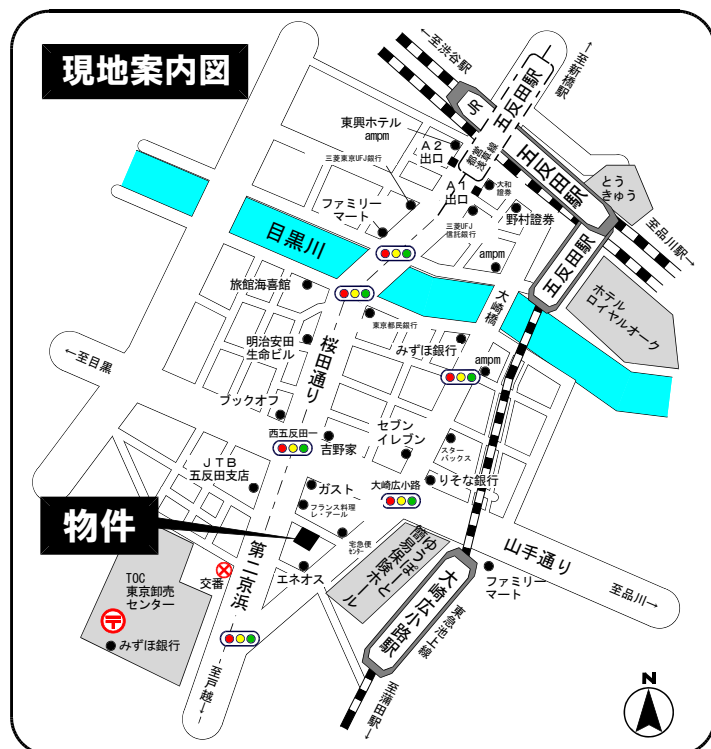 現地案内図
←至渋谷駅
←至新橋駅
JR
五反田駅
都営浅草線
五反田駅
五反田駅
とう
きゅう
至品川駅→
東興ホテル
ampm
A2
出口
三菱東京UFJ銀行
A1
出口
大和
證券
ファミリー
マート
三菱UFJ
信託銀行
野村證券
目黒川
ampm
大崎橋
ホテル
ロイヤルオーク
旅館海喜館
東京都民銀行
明治安田
生命ビル
桜田通り
みずほ銀行
ampm
←至目黒
ブックオフ
西五反田一
吉野家
セブン
イレブン
スター
バックス
JTB
五反田支店
ガスト
大崎広小路
りそな銀行
フランス料理
レ・アール
物件
宅急便
センター
ゆうぽうと
簡易保険ホール
山手通り
第二京浜
エネオス
交番
TOC
東京卸売
センター
みずほ銀行
大崎広小路駅
東急池上線
ファミリー
マート
至品川→
至戸越→
至蒲田駅→
N